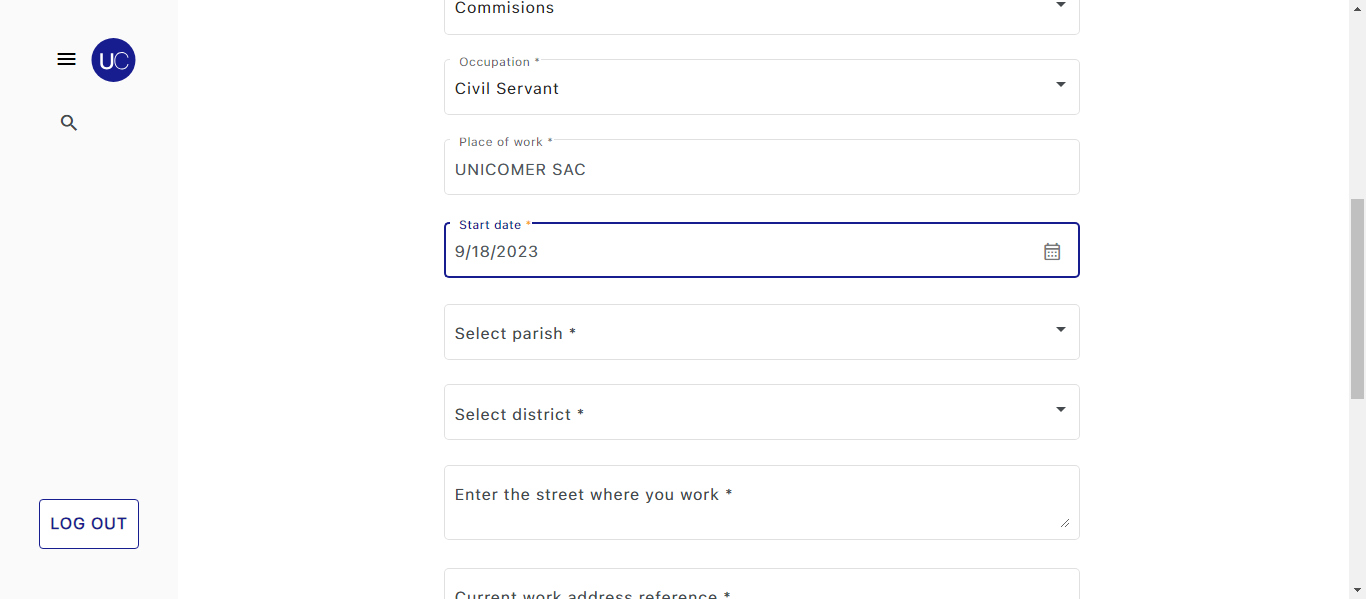 UC
LOG OUT
Commisions
Occupation *
Civil Servant
Place of work *
UNICOMER SAC
Start date *
9/18/2023
Select parish *
Select district *
Enter the street where you work *
Current work address reference *